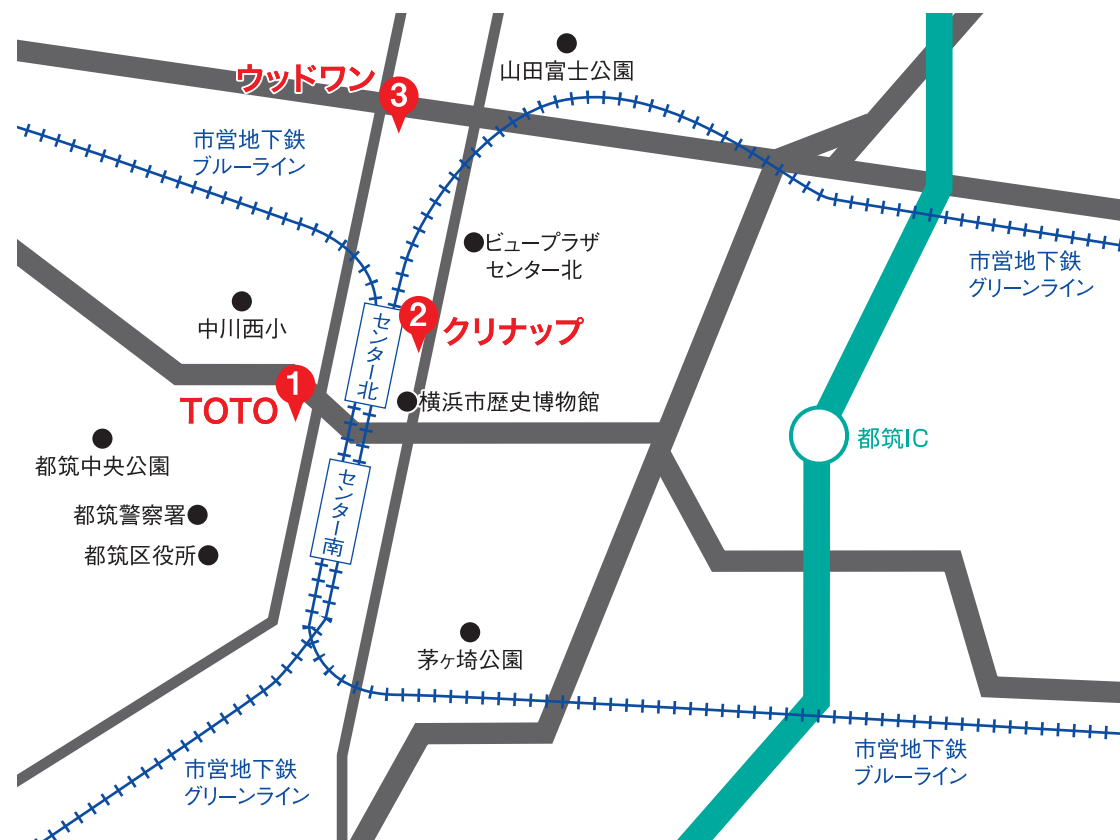 山田富士公園
ウッドワン
3
市営地下鉄
ブルーライン
ビュープラザ
センター北
市営地下鉄
グリーンライン
中川西小
2
クリナップ
センター北
1
TOTO
横浜市歴史博物館
都筑IC
都筑中央公園
センター南
都筑警察署
都筑区役所
茅ヶ崎公園
市営地下鉄
ブルーライン
市営地下鉄
グリーンライン